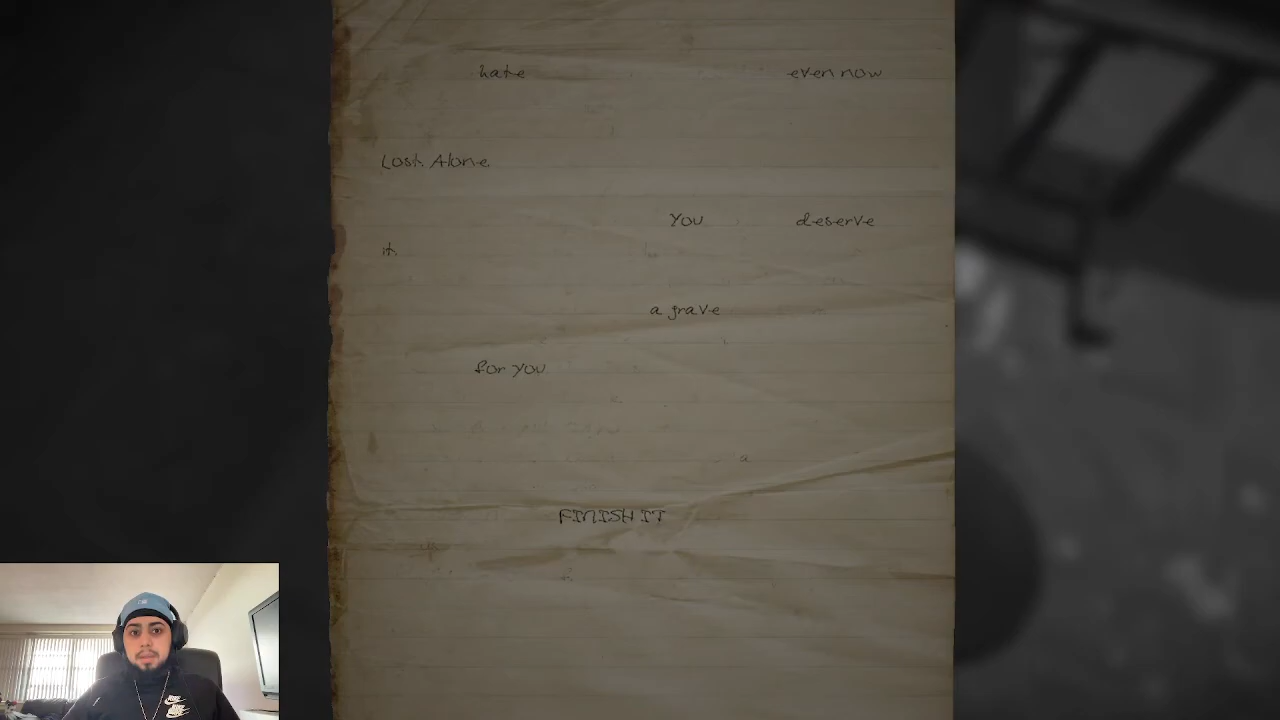 hate even now
Lost. Alone.
You deserve
it.
a grave
for you.
a
FINISH IT